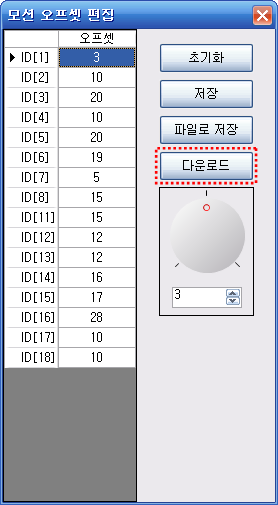 모션 오프셋 편집
오프셋
ID[1] 3
ID[2] 10
ID[3] 20
ID[4] 10
ID[5] 20
ID[6] 19
ID[7] 5
ID[8] 15
ID[11] 15
ID[12] 12
ID[13] 12
ID[14] 16
ID[15] 17
ID[16] 28
ID[17] 10
ID[18] 10
초기화
저장
파일로 저장
다운로드
3